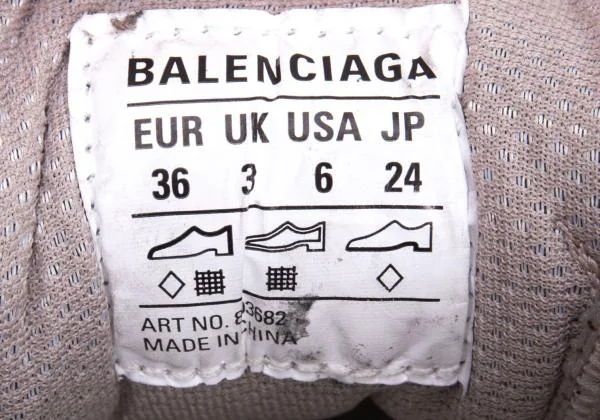 BALENCIAGA
EUR UK USA JP
36 3 6 24
ART NO.
MADE IN CHINA